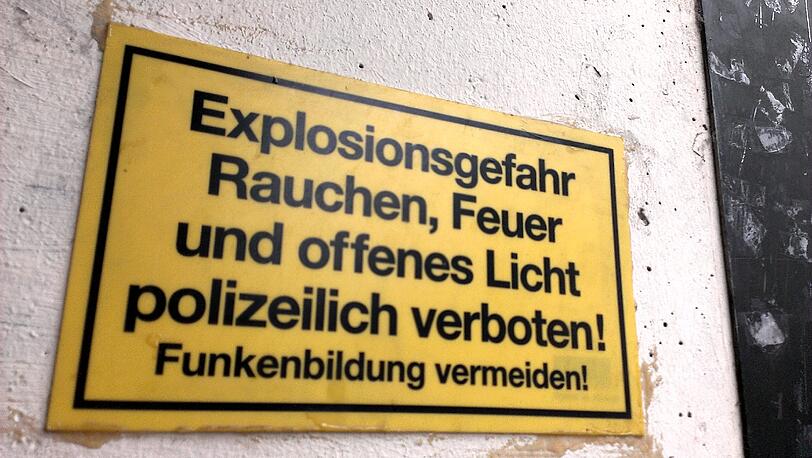 Explosionsgefahr
Rauchen, Feuer
und offenes Licht
polizeilich verboten!
Funkenbildung vermeiden!